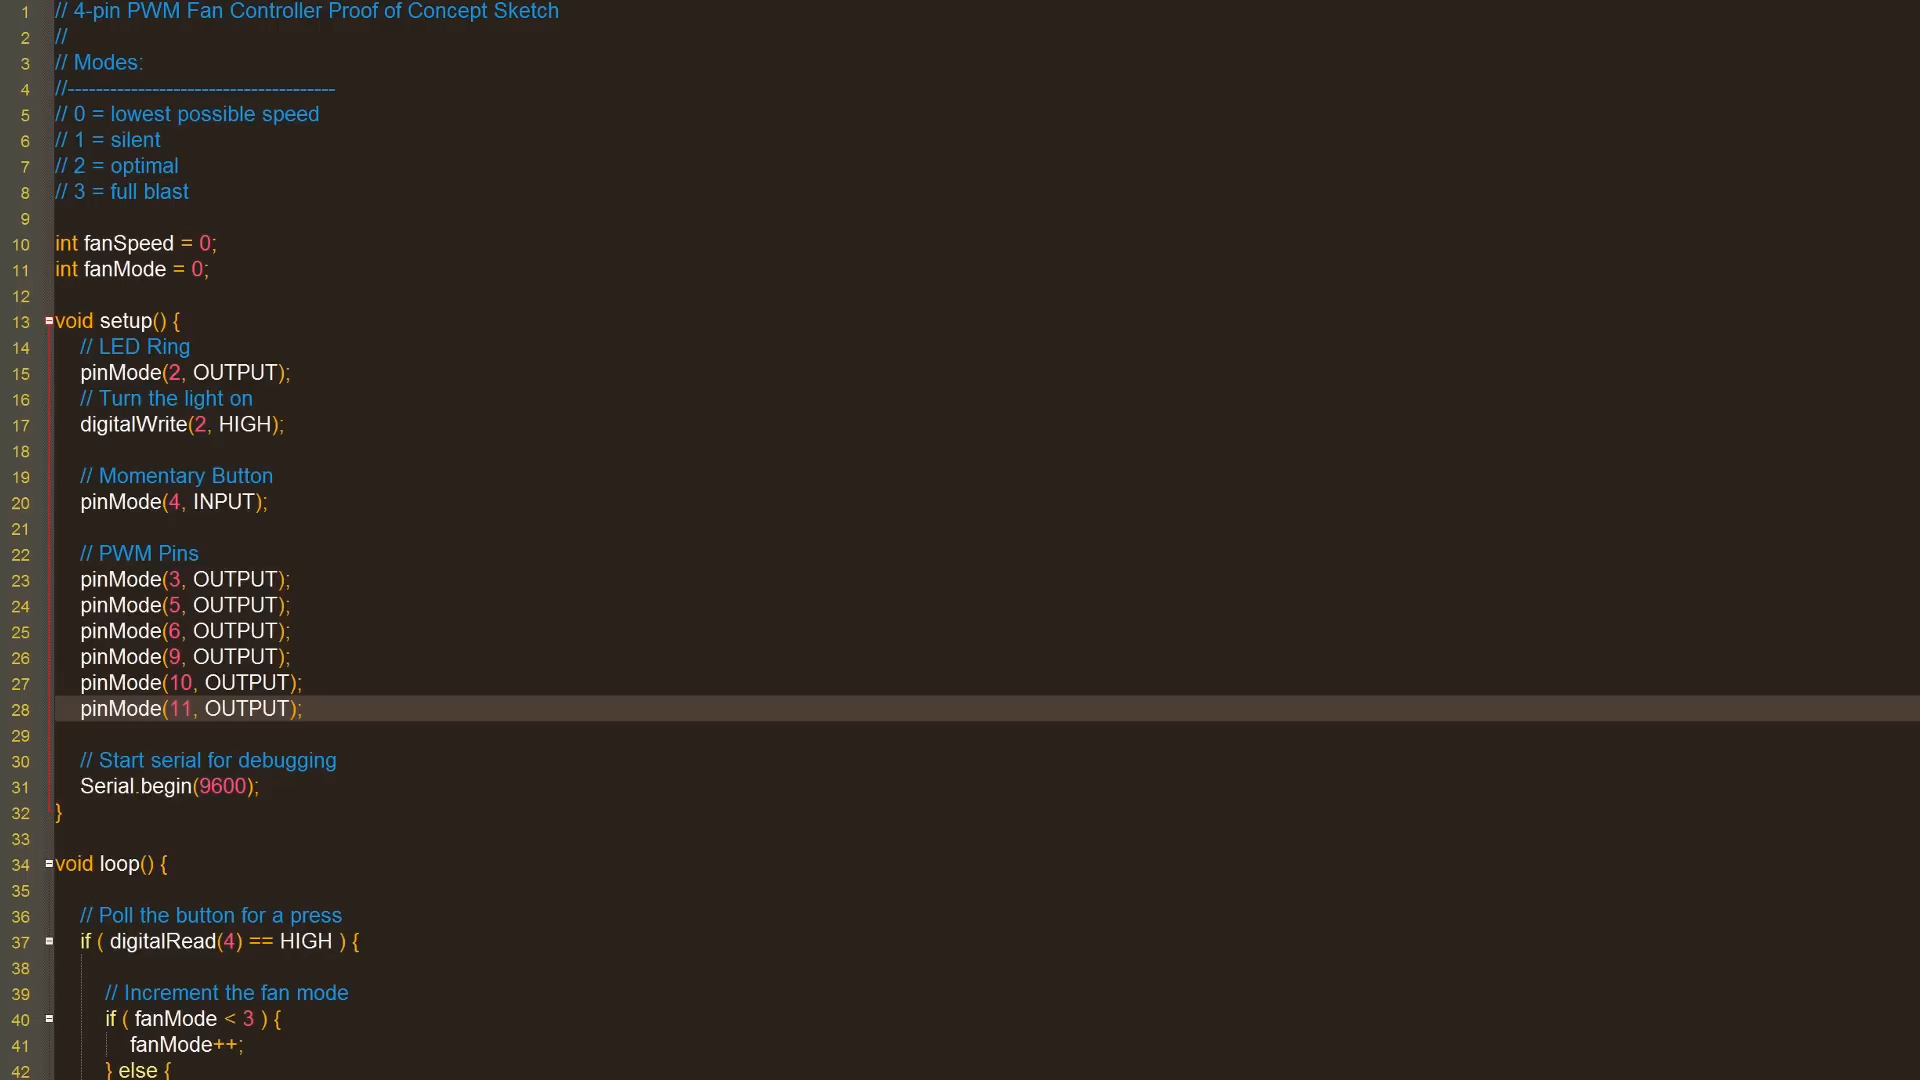 1 // 4-pin PWM Fan Controller Proof of Concept Sketch
2 //
3 // Modes:
4 //--------------------------------------
5 // 0 = lowest possible speed
6 // 1 = silent
7 // 2 = optimal
8 // 3 = full blast
9
10 int fanSpeed = 0;
11 int fanMode = 0;
12
13 void setup() {
14 // LED Ring
15 pinMode(2, OUTPUT);
16 // Turn the light on
17 digitalWrite(2, HIGH);
18
19 // Momentary Button
20 pinMode(4, INPUT);
21
22 // PWM Pins
23 pinMode(3, OUTPUT);
24 pinMode(5, OUTPUT);
25 pinMode(6, OUTPUT);
26 pinMode(9, OUTPUT);
27 pinMode(10, OUTPUT);
28 pinMode(11, OUTPUT);
29
30 // Start serial for debugging
31 Serial.begin(9600);
32 }
33
34 void loop() {
35
36 // Poll the button for a press
37 if ( digitalRead(4) == HIGH ) {
38
39 // Increment the fan mode
40 if ( fanMode < 3 ) {
41 fanMode++;
42 } else {